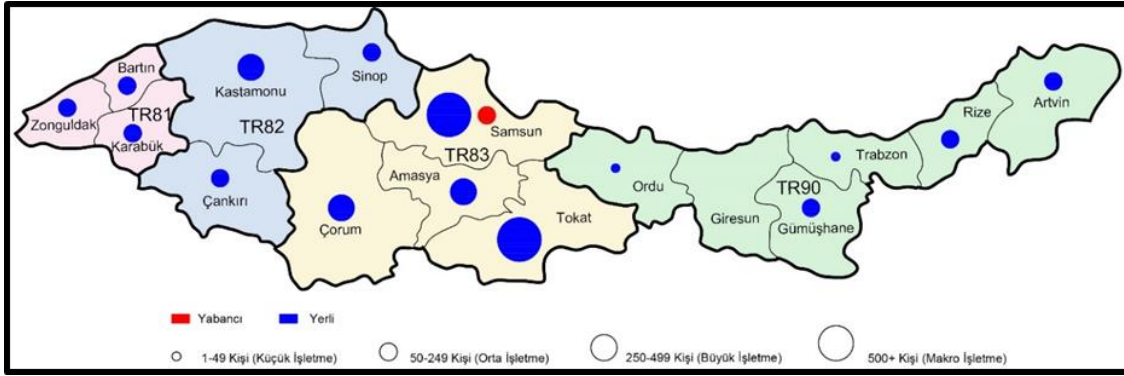 Bartın
Zonguldak
TR81
Karabük
Kastamonu
Sinop
TR82
Çankırı
Samsun
TR83
Amasya
Çorum
Tokat
Ordu
Giresun
Trabzon
TR90
Gümüşhane
Rize
Artvin
Yabancı Yerli
1-49 Kişi (Küçük İşletme) 50-249 Kişi (Orta İşletme) 250-499 Kişi (Büyük İşletme) 500+ Kişi (Makro İşletme)